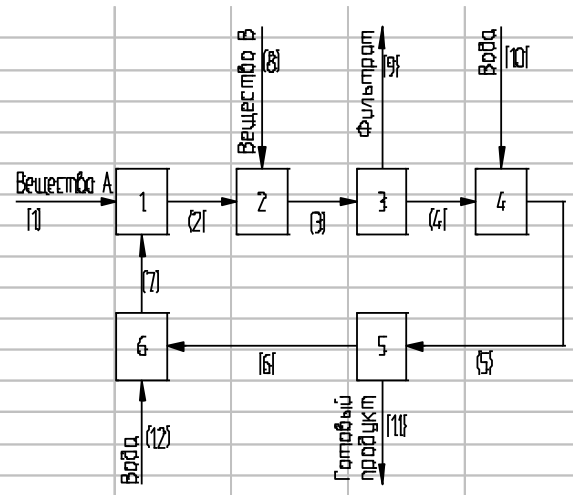 Вещество В
(8)
Фильтрат
(9)
Вода
(10)
Вещество А
(1)
1
(2)
2
(3)
3
(4)
4
(7)
6
(6)
5
(5)
Вода
(12)
Готовый
продукт
(11)